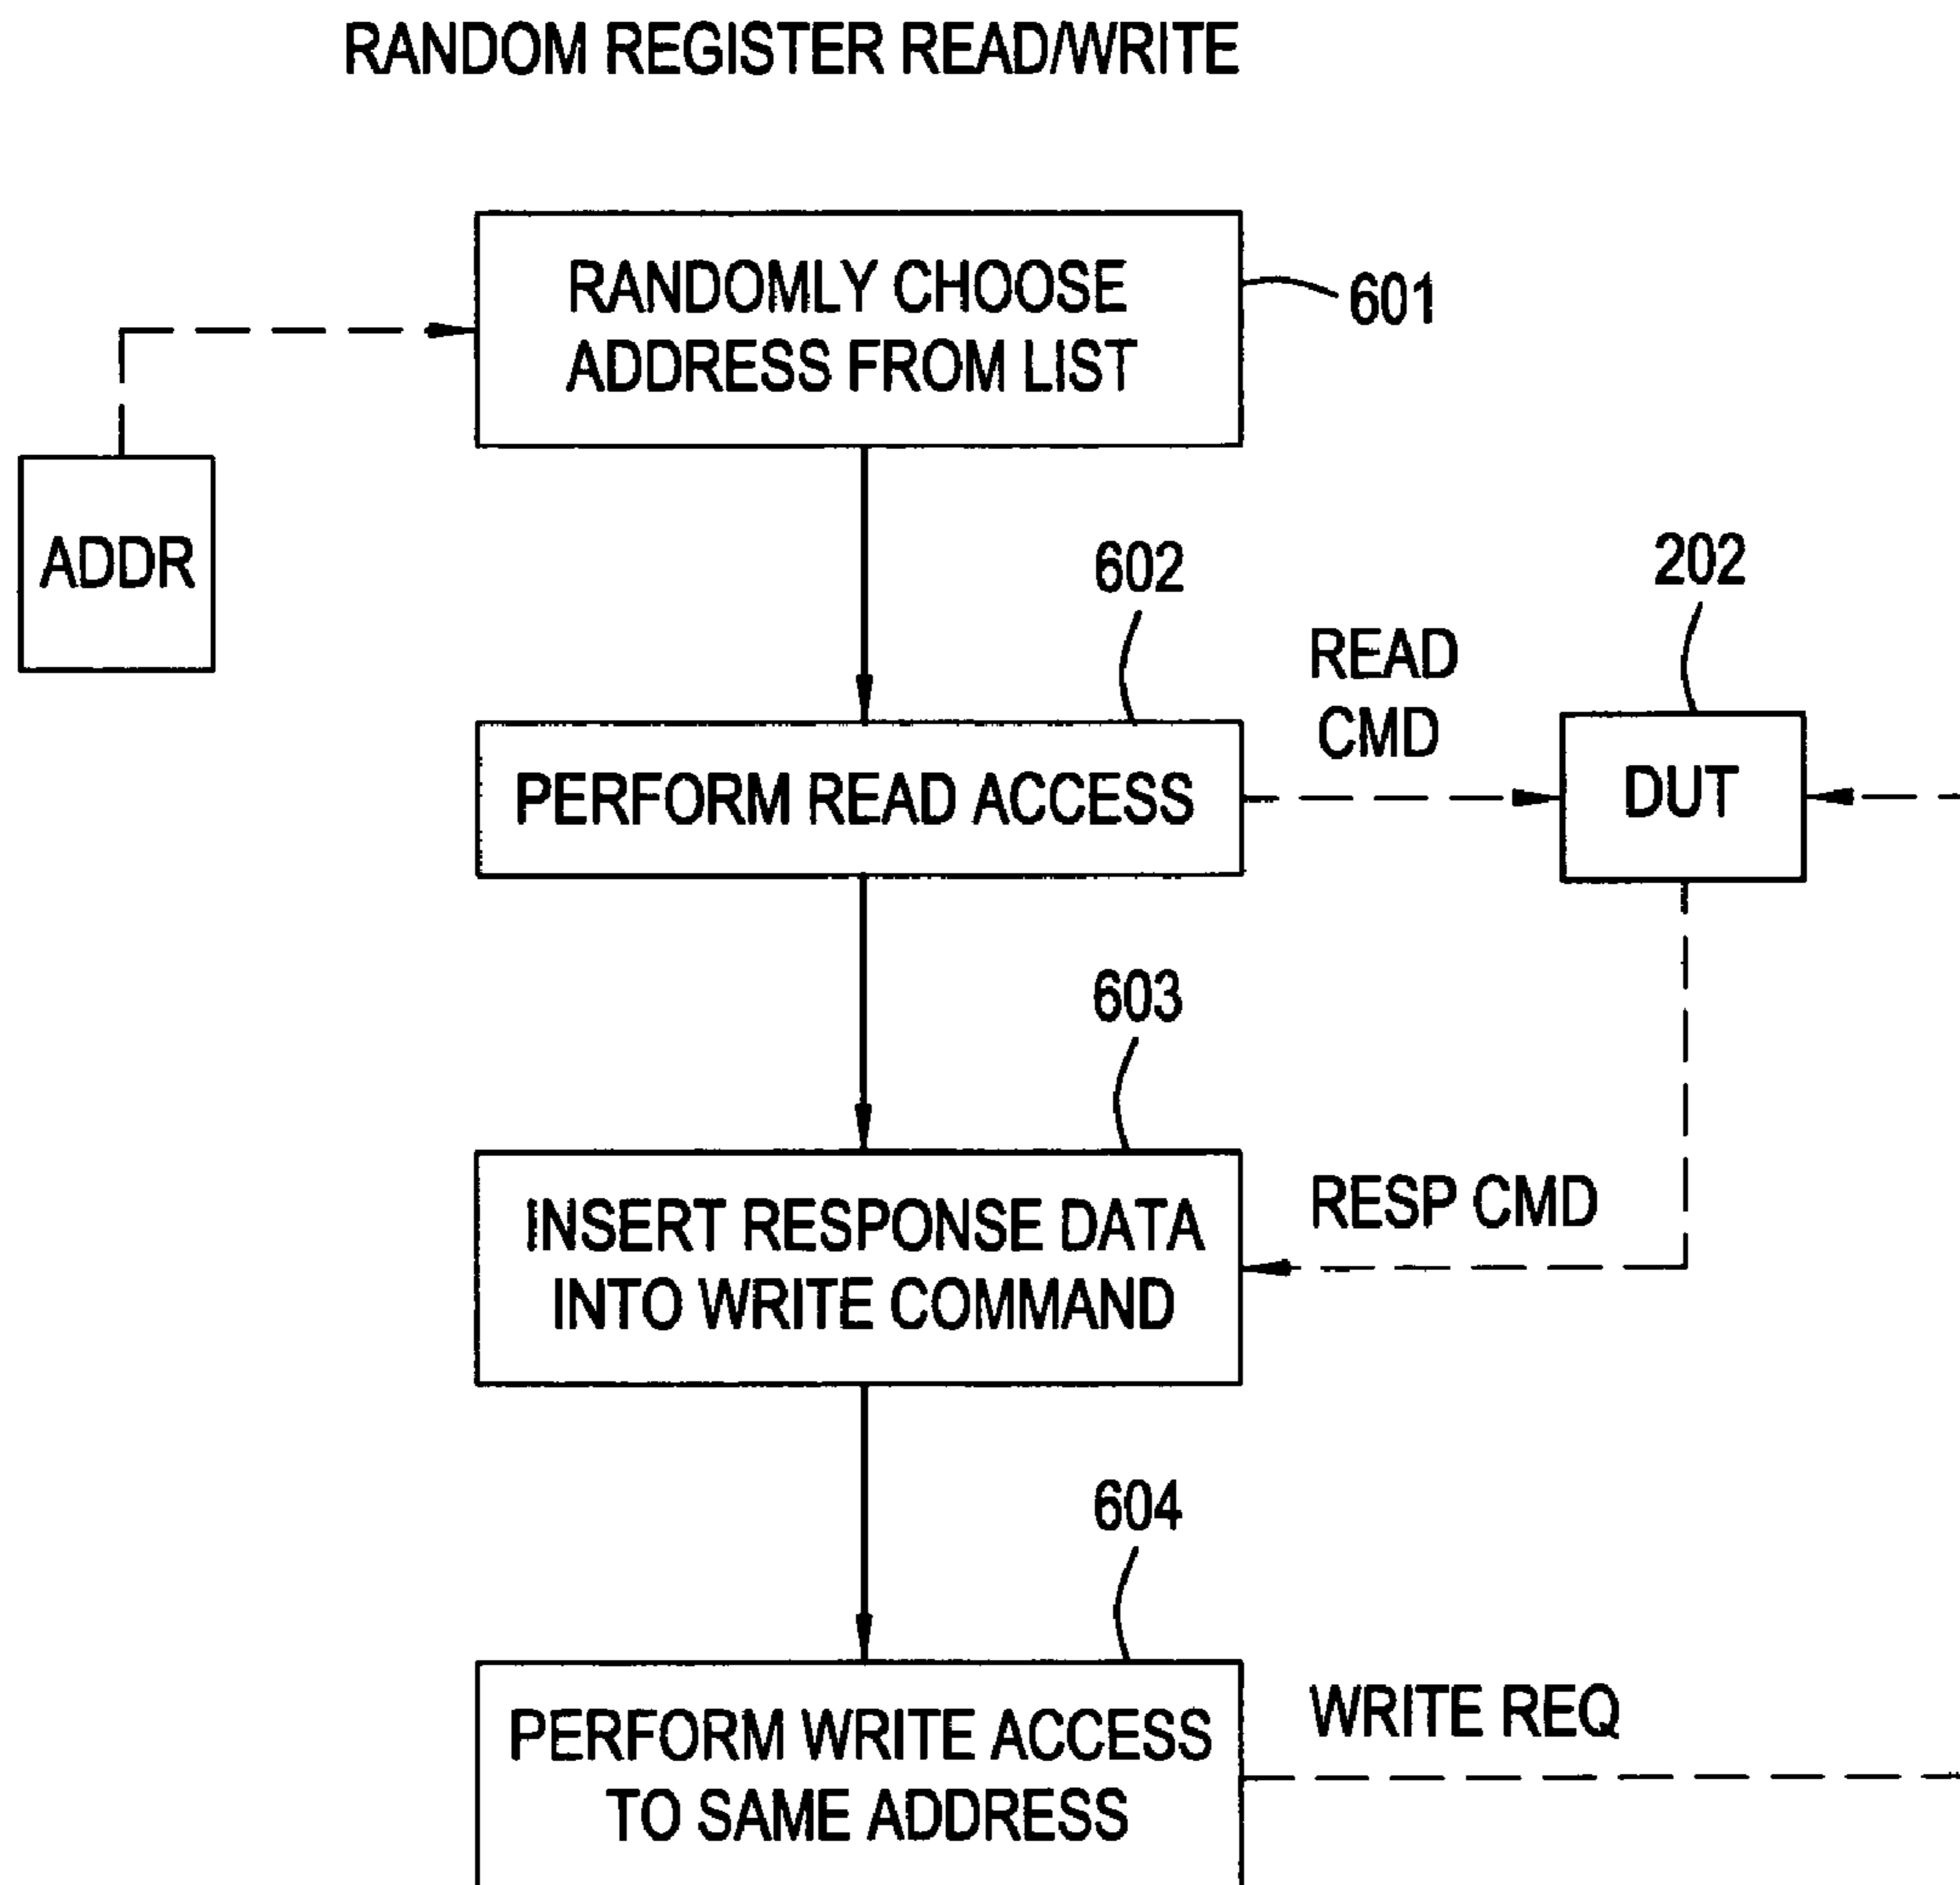 RANDOM REGISTER READ/WRITE
RANDOMLY CHOOSE
ADDRESS FROM LIST
601
ADDR
602
202
READ
CMD
PERFORM READ ACCESS
DUT
603
INSERT RESPONSE DATA
INTO WRITE COMMAND
RESP CMD
604
PERFORM WRITE ACCESS
TO SAME ADDRESS
WRITE REQ